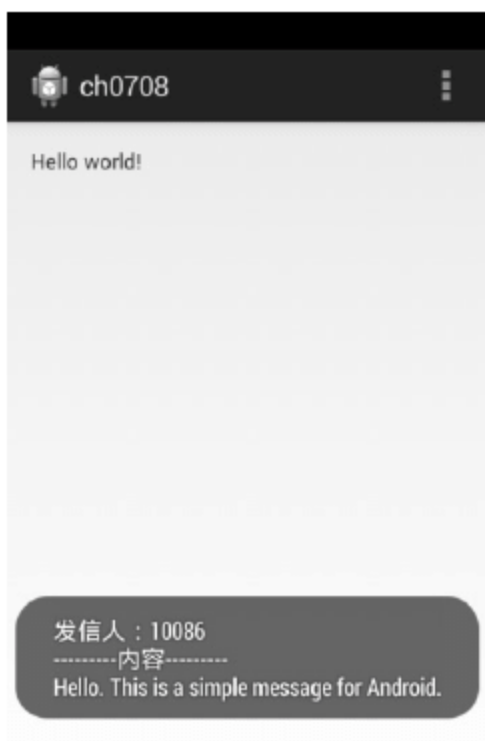 ch0708
Hello world!
发信人：10086
---------内容---------
Hello. This is a simple message for Android.